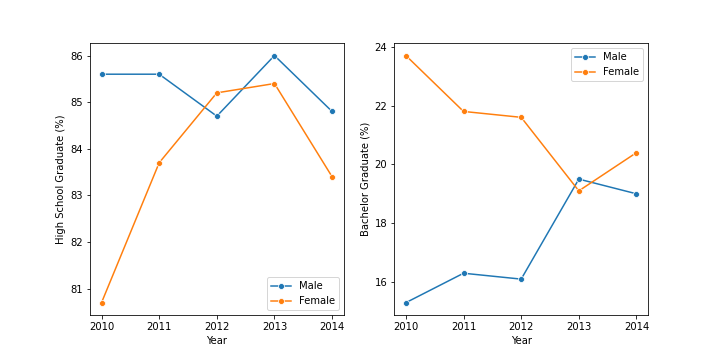 High School Graduate (%)
86
85
84
83
82
81
2010 2011 2012 2013 2014
Year
Male
Female
Bachelor Graduate (%)
24
22
20
18
16
2010 2011 2012 2013 2014
Year
Male
Female